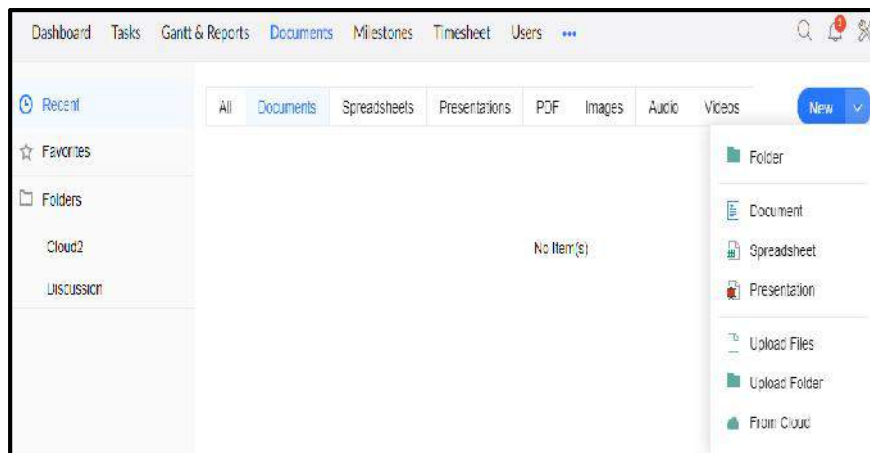 Dashboard Tasks Gantt & Reports Documents Milestones Timesheet Users •••
Recent
Favorites
Folders
Cloud2
Discussion
All Documents Spreadsheets Presentations PDF Images Audio Videos
New
No Item(s)
Folder
Document
Spreadsheet
Presentation
Upload Files
Upload Folder
From Cloud